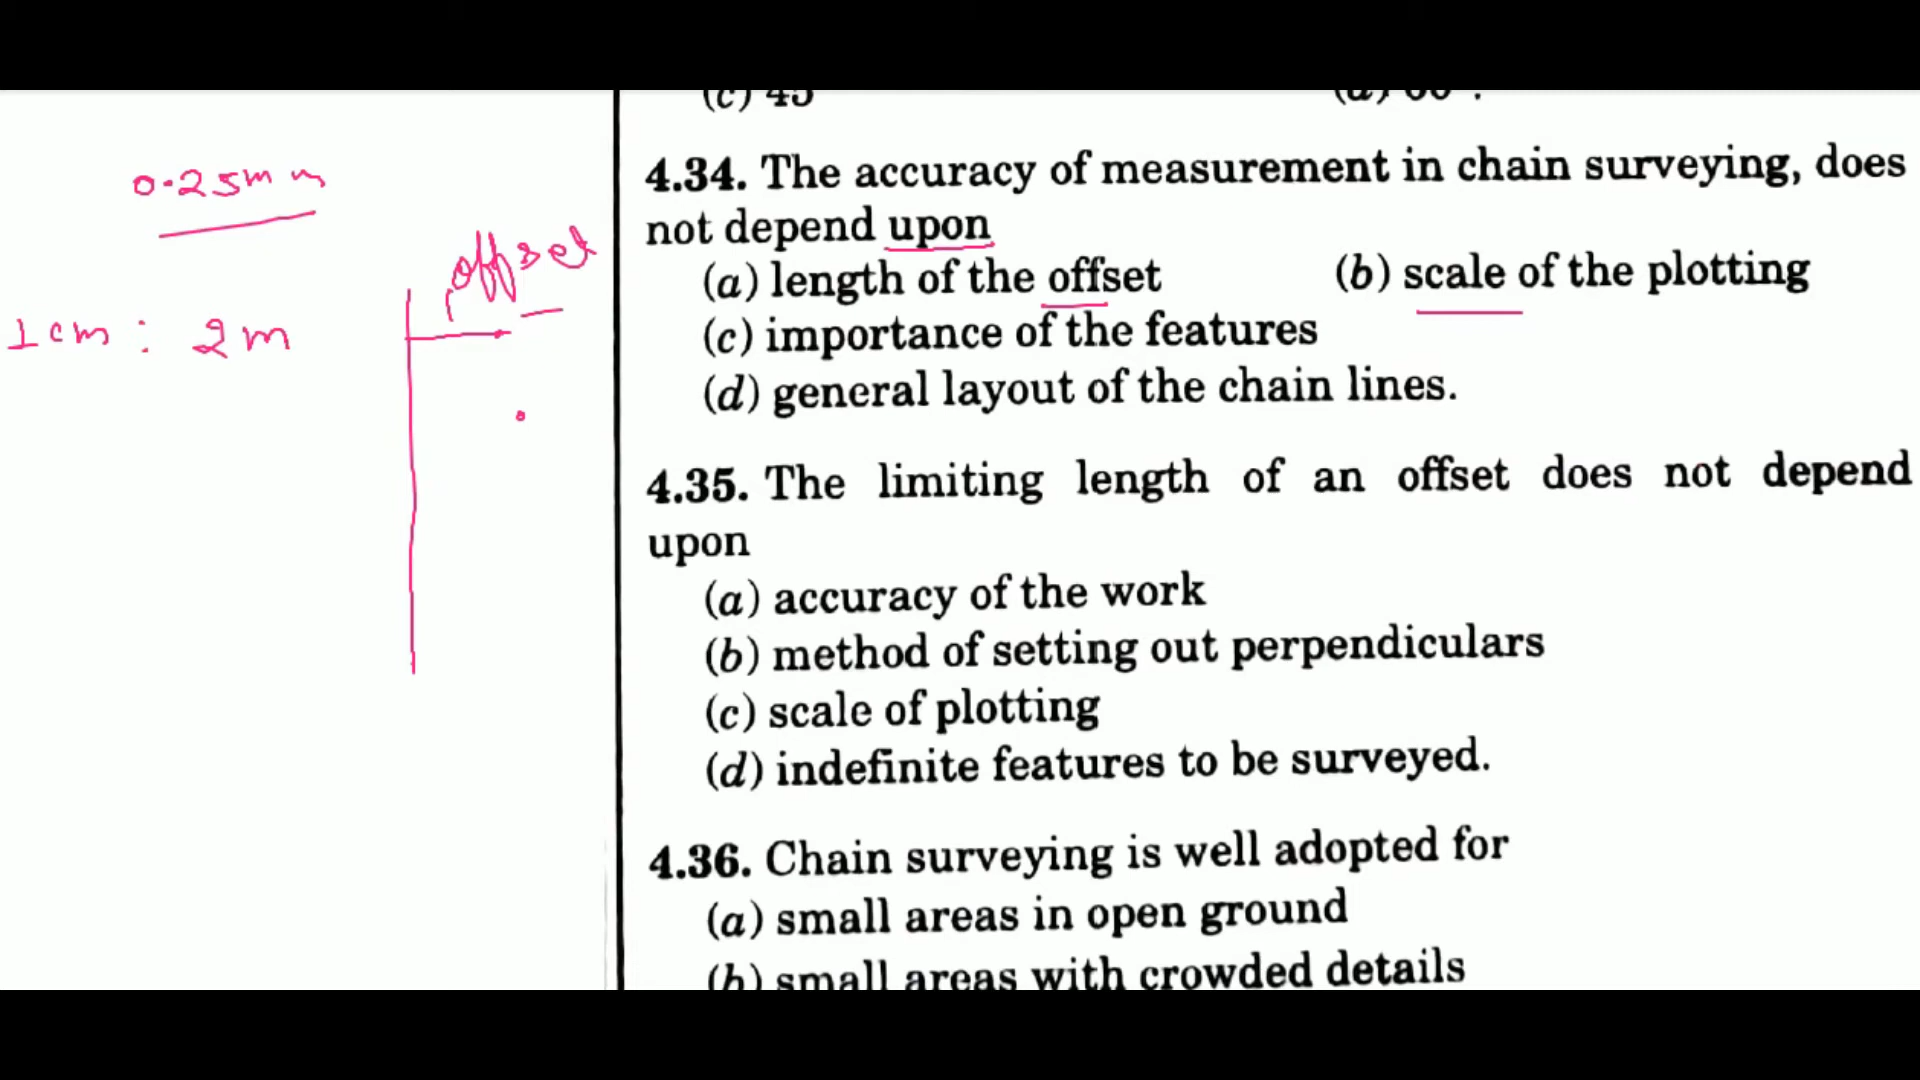 0.25mm
offset
1cm : 2m
(c) 45
4.34. The accuracy of measurement in chain surveying, does
not depend upon
(a) length of the offset (b) scale of the plotting
(c) importance of the features
(d) general layout of the chain lines.
4.35. The limiting length of an offset does not depend
upon
(a) accuracy of the work
(b) method of setting out perpendiculars
(c) scale of plotting
(d) indefinite features to be surveyed.
4.36. Chain surveying is well adopted for
(a) small areas in open ground
(b) small areas with crowded details